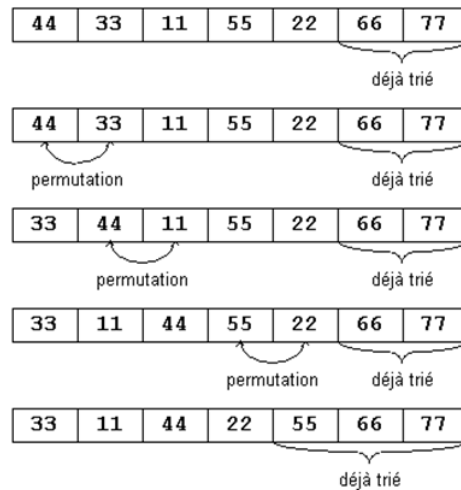 44 33 11 55 22 66 77
déjà trié
44 33 11 55 22 66 77
permutation déjà trié
33 44 11 55 22 66 77
permutation déjà trié
33 11 44 55 22 66 77
permutation déjà trié
33 11 44 22 55 66 77
déjà trié